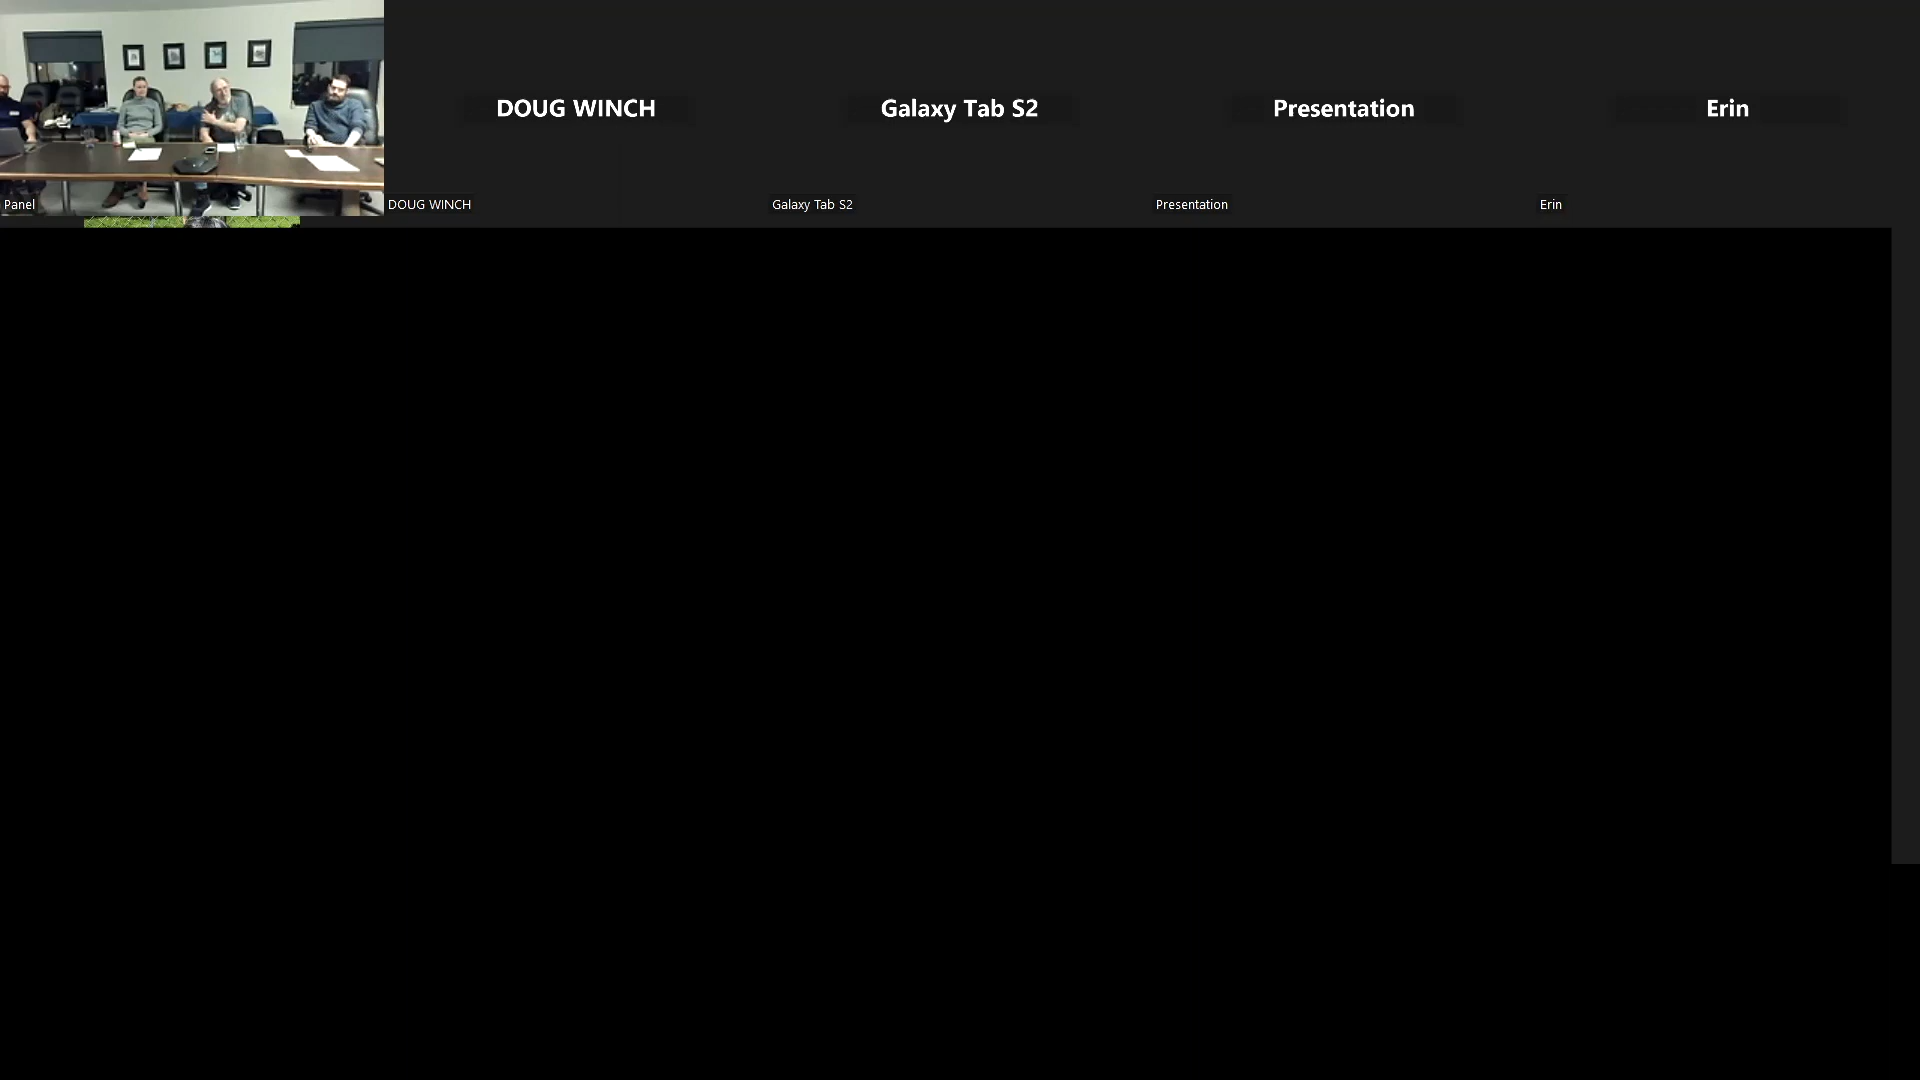 DOUG WINCH
Galaxy Tab S2
Presentation
Erin
Panel
DOUG WINCH
Galaxy Tab S2
Presentation
Erin